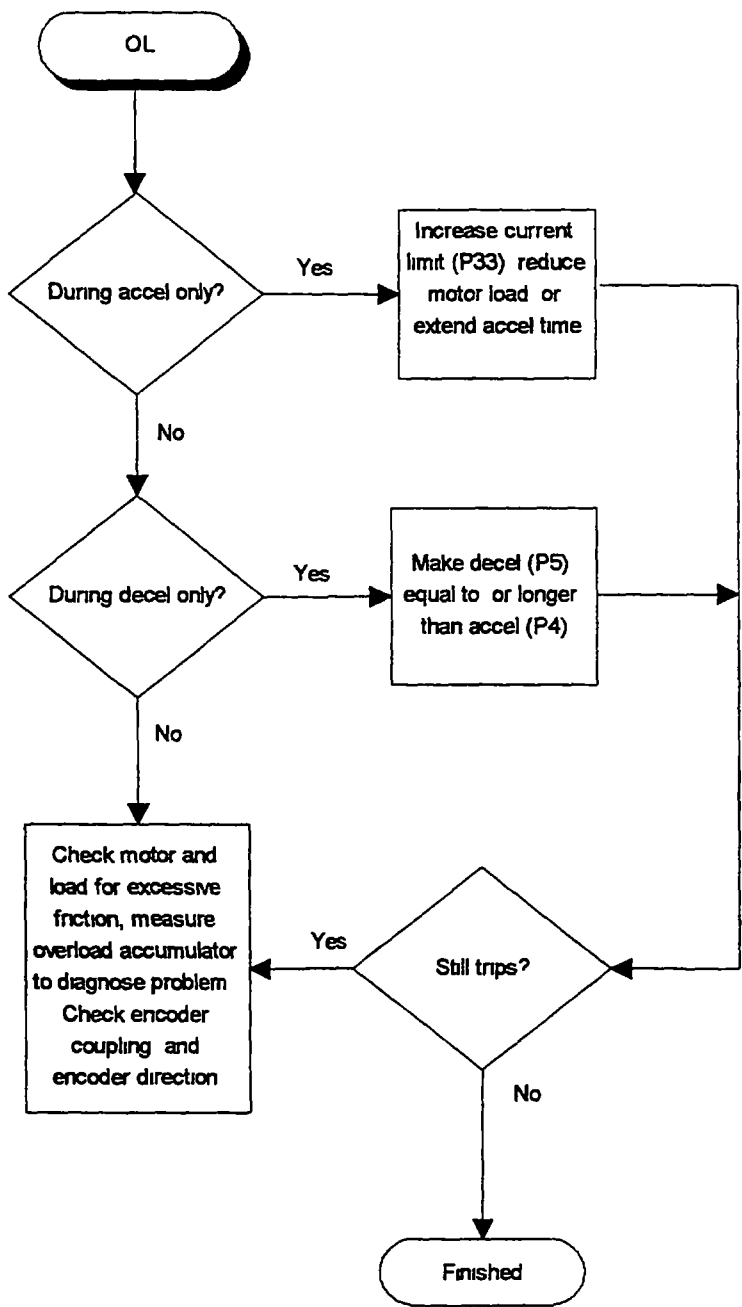 OL
During accel only?
Yes
Increase current
limit (P33) reduce
motor load or
extend accel time
No
During decel only?
Yes
Make decel (P5)
equal to or longer
than accel (P4)
No
Check motor and
load for excessive
friction, measure
overload accumulator
to diagnose problem
Check encoder
coupling and
encoder direction
Yes
Still trips?
No
Finished